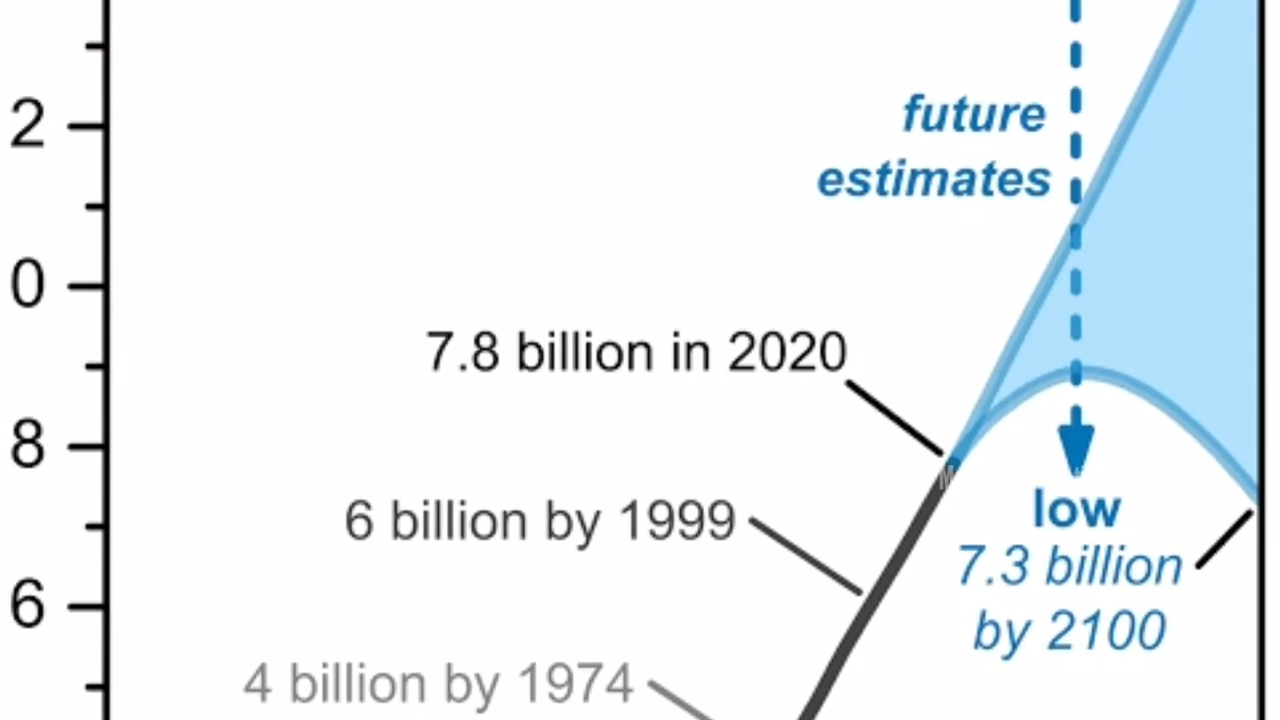 2
future
estimates
0
7.8 billion in 2020
8
6 billion by 1999
low
7.3 billion
by 2100
6
4 billion by 1974